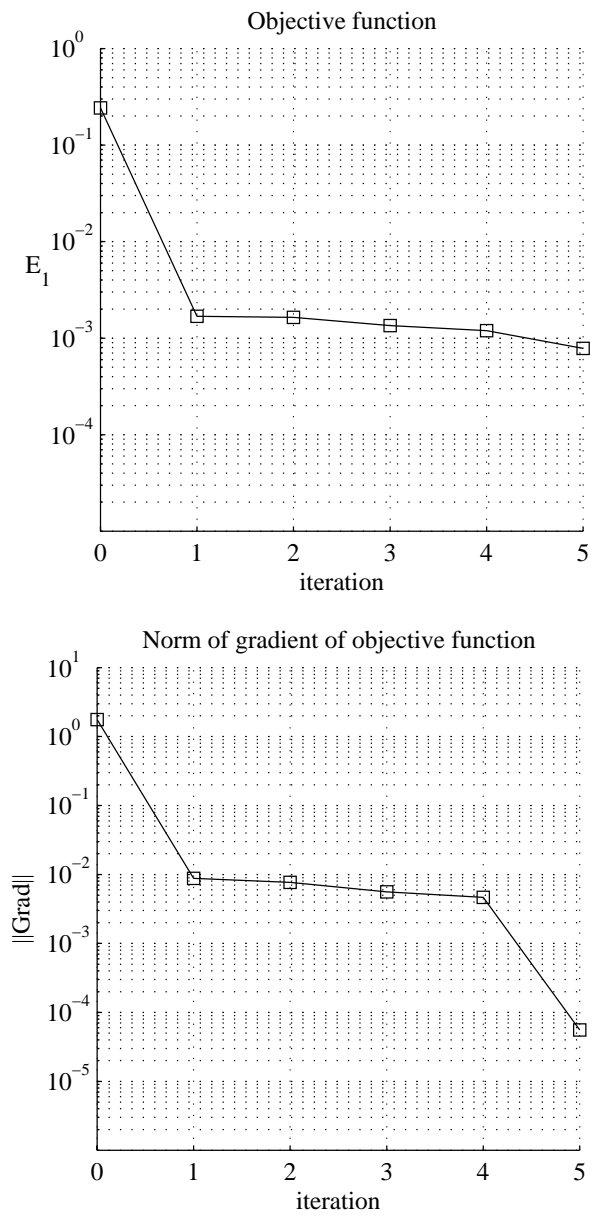 Objective function
10^0
10^−1
10^−2
E_1
10^−3
10^−4
0 1 2 3 4 5
iteration
Norm of gradient of objective function
10^1
10^0
10^−1
10^−2
||Grad||
10^−3
10^−4
10^−5
0 1 2 3 4 5
iteration